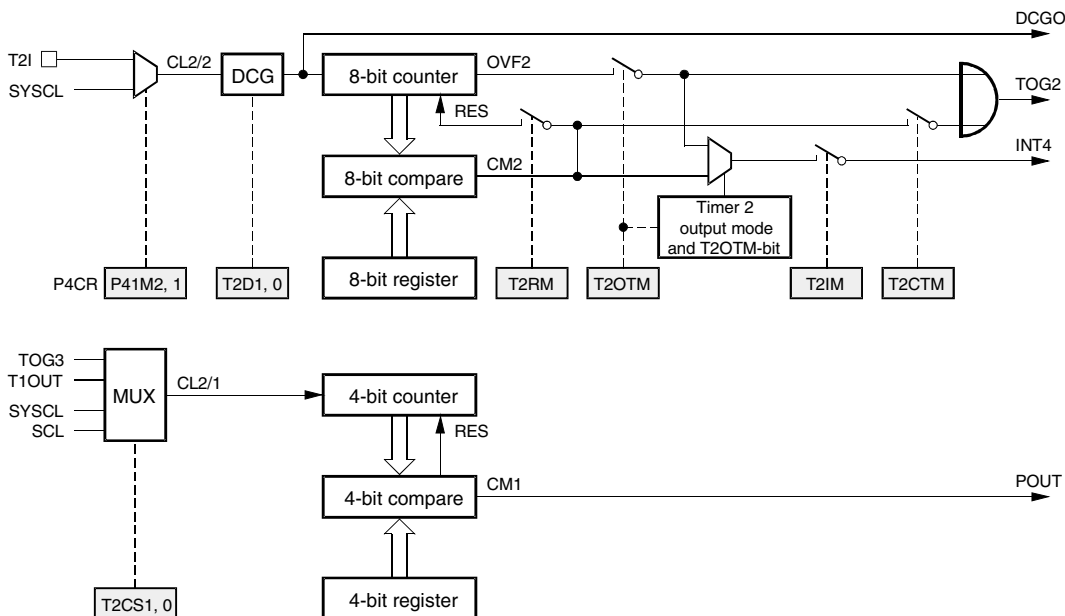 DCGO
T2I
CL2/2
DCG
8-bit counter
OVF2
SYSCL
TOG2
RES
INT4
8-bit compare
CM2
Timer 2
output mode
and T2OTM-bit
P4CR
P41M2, 1
T2D1, 0
8-bit register
T2RM
T2OTM
T2IM
T2CTM
TOG3
T1OUT
SYSCL
SCL
MUX
CL2/1
4-bit counter
RES
4-bit compare
CM1
POUT
T2CS1, 0
4-bit register